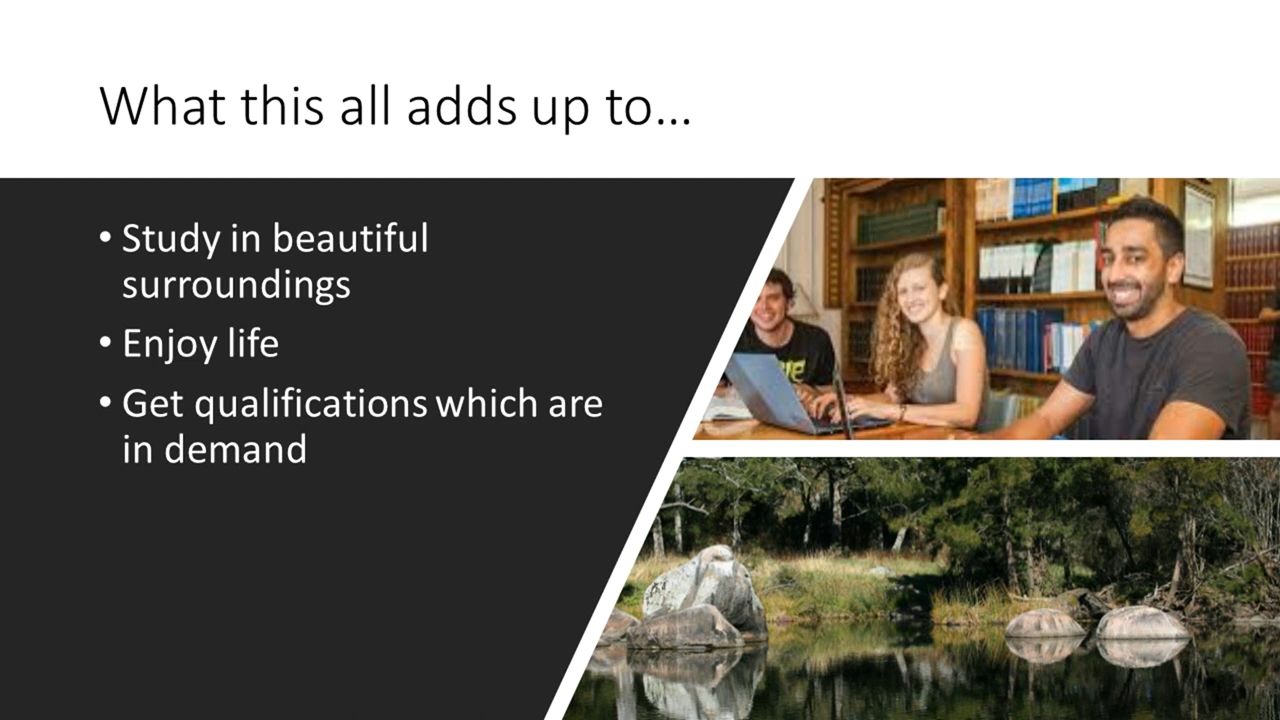 What this all adds up to...
• Study in beautiful
surroundings
• Enjoy life
• Get qualifications which are
in demand